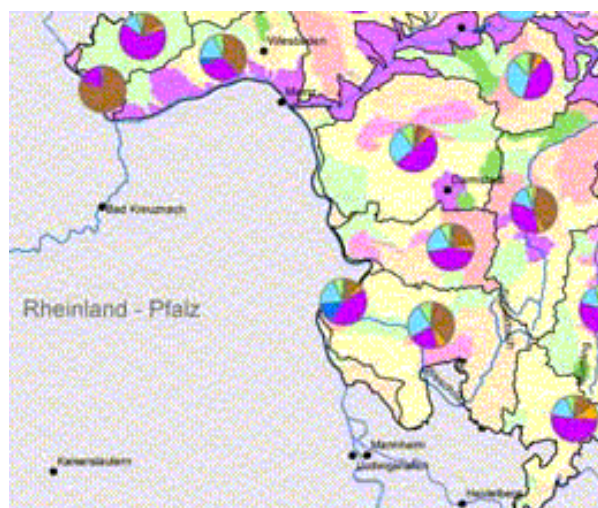 Wiesbaden
Mainz
Darmstadt
Bad Kreuznach
Rheinland - Pfalz
Mannheim
Ludwigshafen
Kaiserslautern
Heidelberg